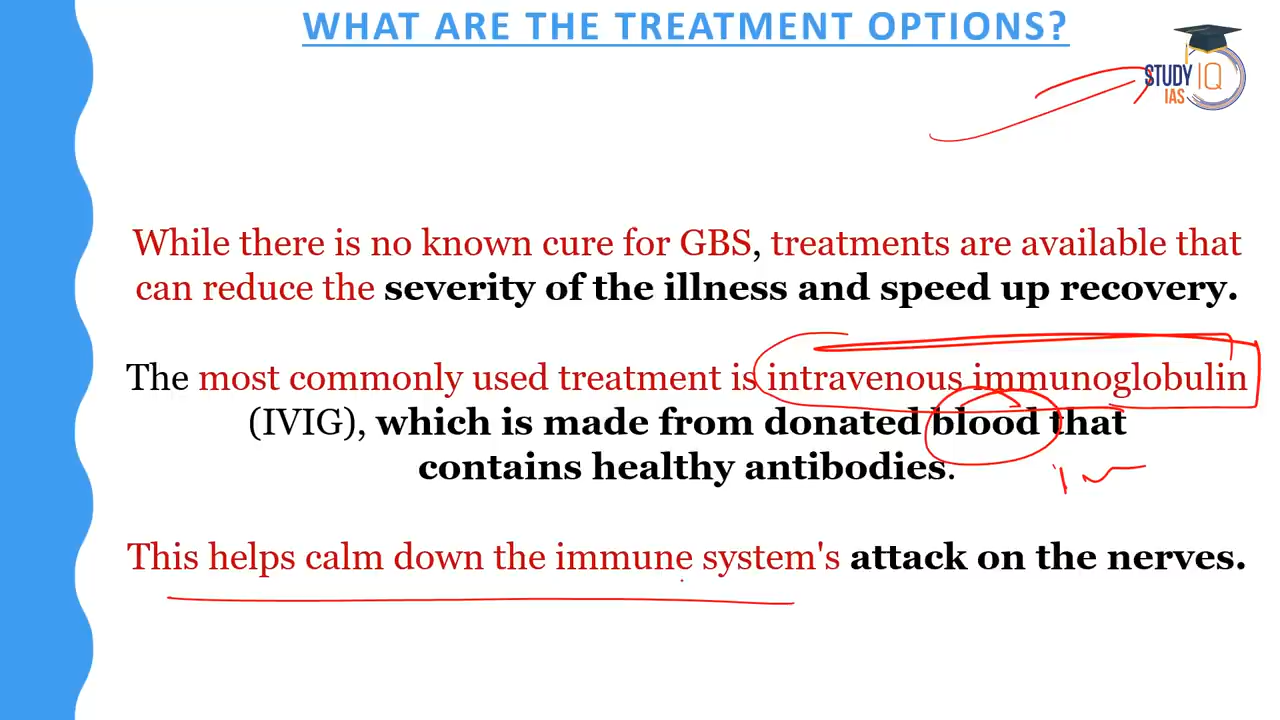 WHAT ARE THE TREATMENT OPTIONS?
STUDY IQ
IAS
While there is no known cure for GBS, treatments are available that
can reduce the severity of the illness and speed up recovery.
The most commonly used treatment is intravenous immunoglobulin
(IVIG), which is made from donated blood that
contains healthy antibodies.
This helps calm down the immune system's attack on the nerves.